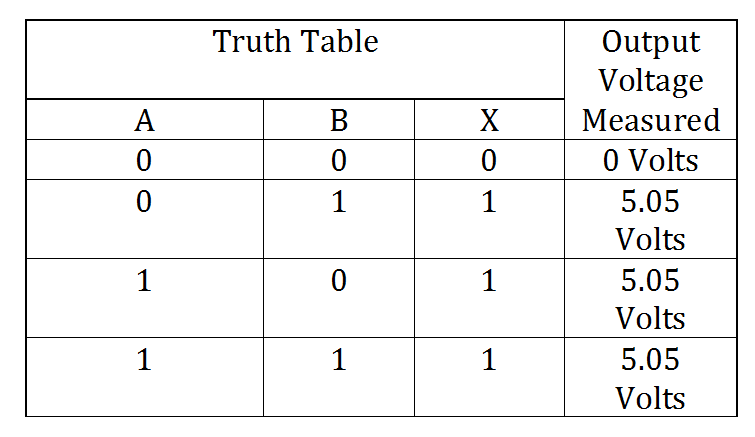 Truth Table Output
Voltage
A B X Measured
0 0 0 0 Volts
0 1 1 5.05
Volts
1 0 1 5.05
Volts
1 1 1 5.05
Volts